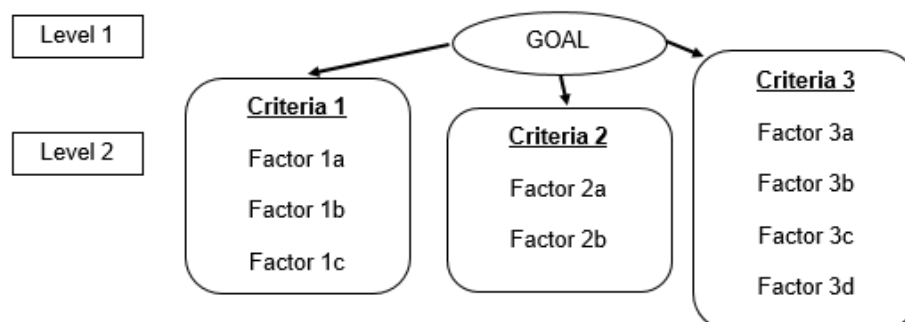 Level 1
GOAL
Level 2
Criteria 1
Factor 1a
Factor 1b
Factor 1c
Criteria 2
Factor 2a
Factor 2b
Criteria 3
Factor 3a
Factor 3b
Factor 3c
Factor 3d